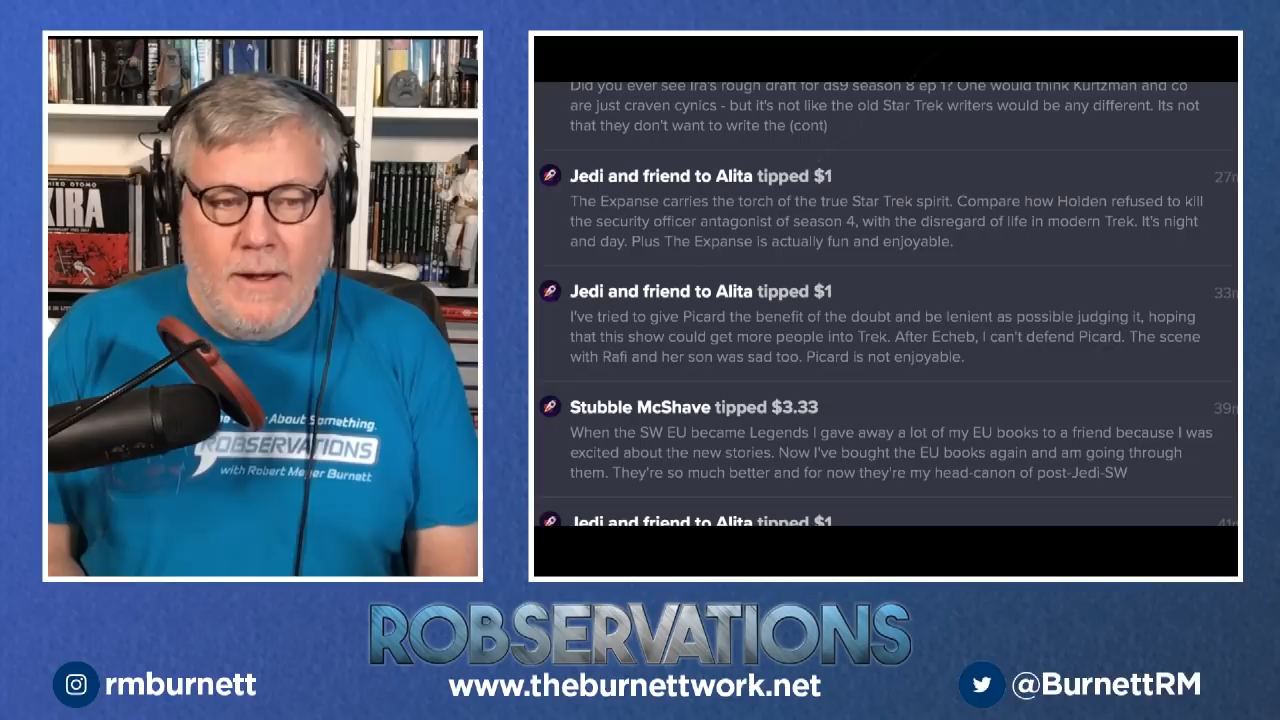 Did you ever see Ira's rough draft for ds9 season 8 ep 1? One would think Kurtzman and co
are just craven cynics - but it's not like the old Star Trek writers would be any different. Its not
that they don't want to write the (cont)
Jedi and friend to Alita tipped $1
27m
The Expanse carries the torch of the true Star Trek spirit. Compare how Holden refused to kill
the security officer antagonist of season 4, with the disregard of life in modern Trek. It's night
and day. Plus The Expanse is actually fun and enjoyable.
Jedi and friend to Alita tipped $1
33m
I've tried to give Picard the benefit of the doubt and be lenient as possible judging it, hoping
that this show could get more people into Trek. After Echeb, I can't defend Picard. The scene
with Rafi and her son was sad too. Picard is not enjoyable.
Stubble McShave tipped $3.33
39m
When the SW EU became Legends I gave away a lot of my EU books to a friend because I was
excited about the new stories. Now I've bought the EU books again and am going through
them. They're so much better and for now they're my head-canon of post-Jedi-SW
Jedi and friend to Alita tipped $1
41m
OTOMO
KIRA
About Something.
ROBSERVATIONS
with Robert Meyer Burnett
ROBSERVATIONS
rmburnett
www.theburnettwork.net
@BurnettRM